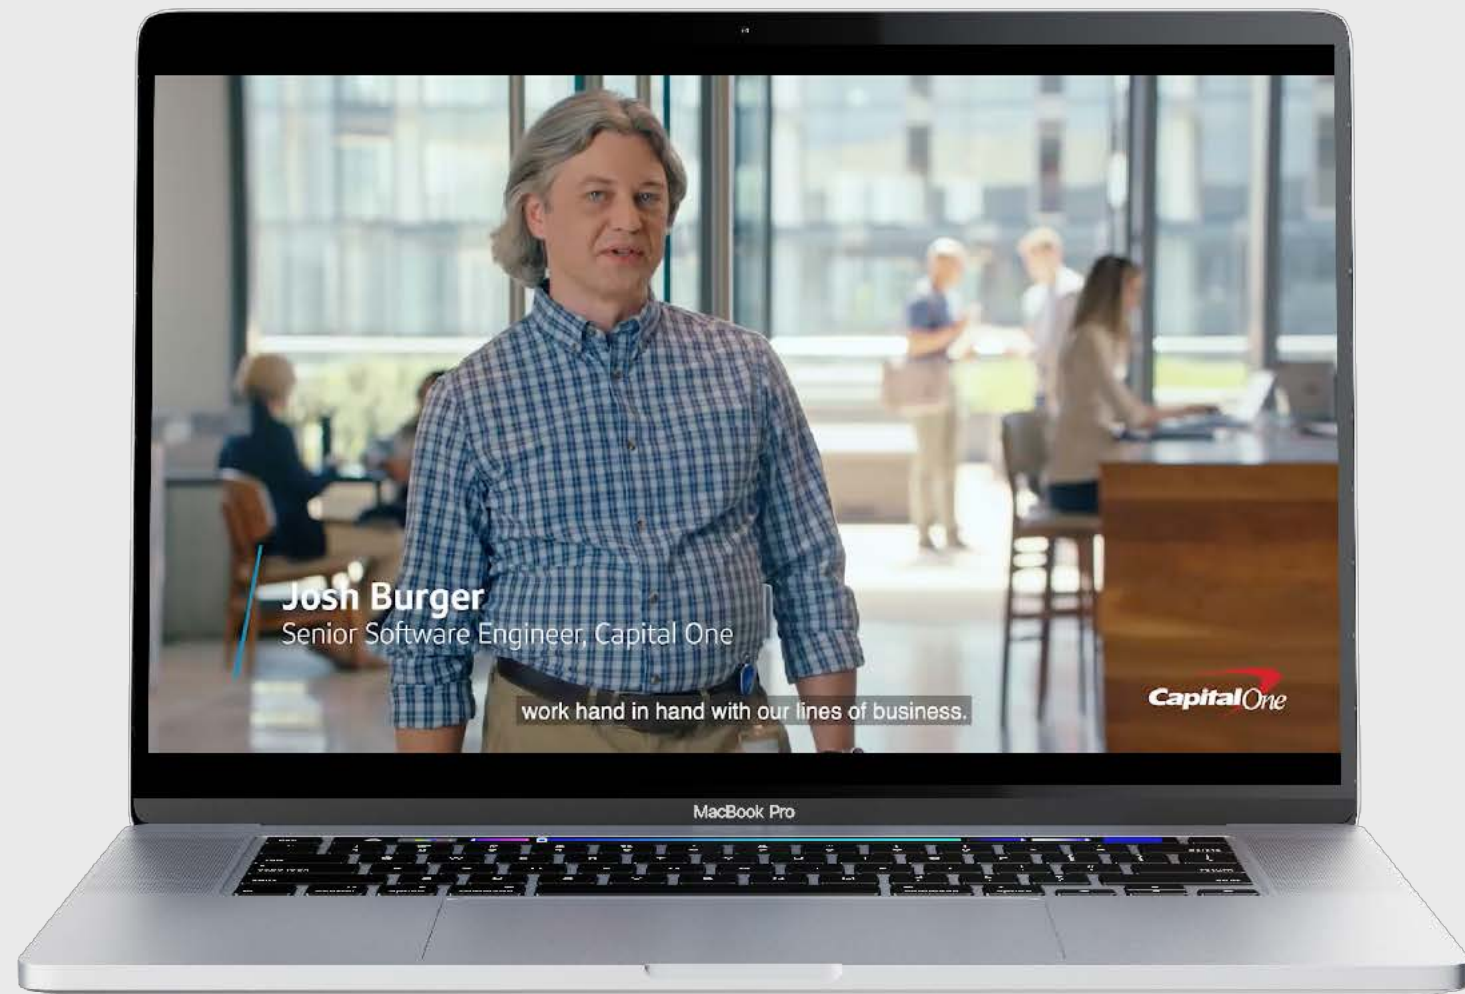 Josh Burger
Senior Software Engineer, Capital One
work hand in hand with our lines of business.
CapitalOne
MacBook Pro